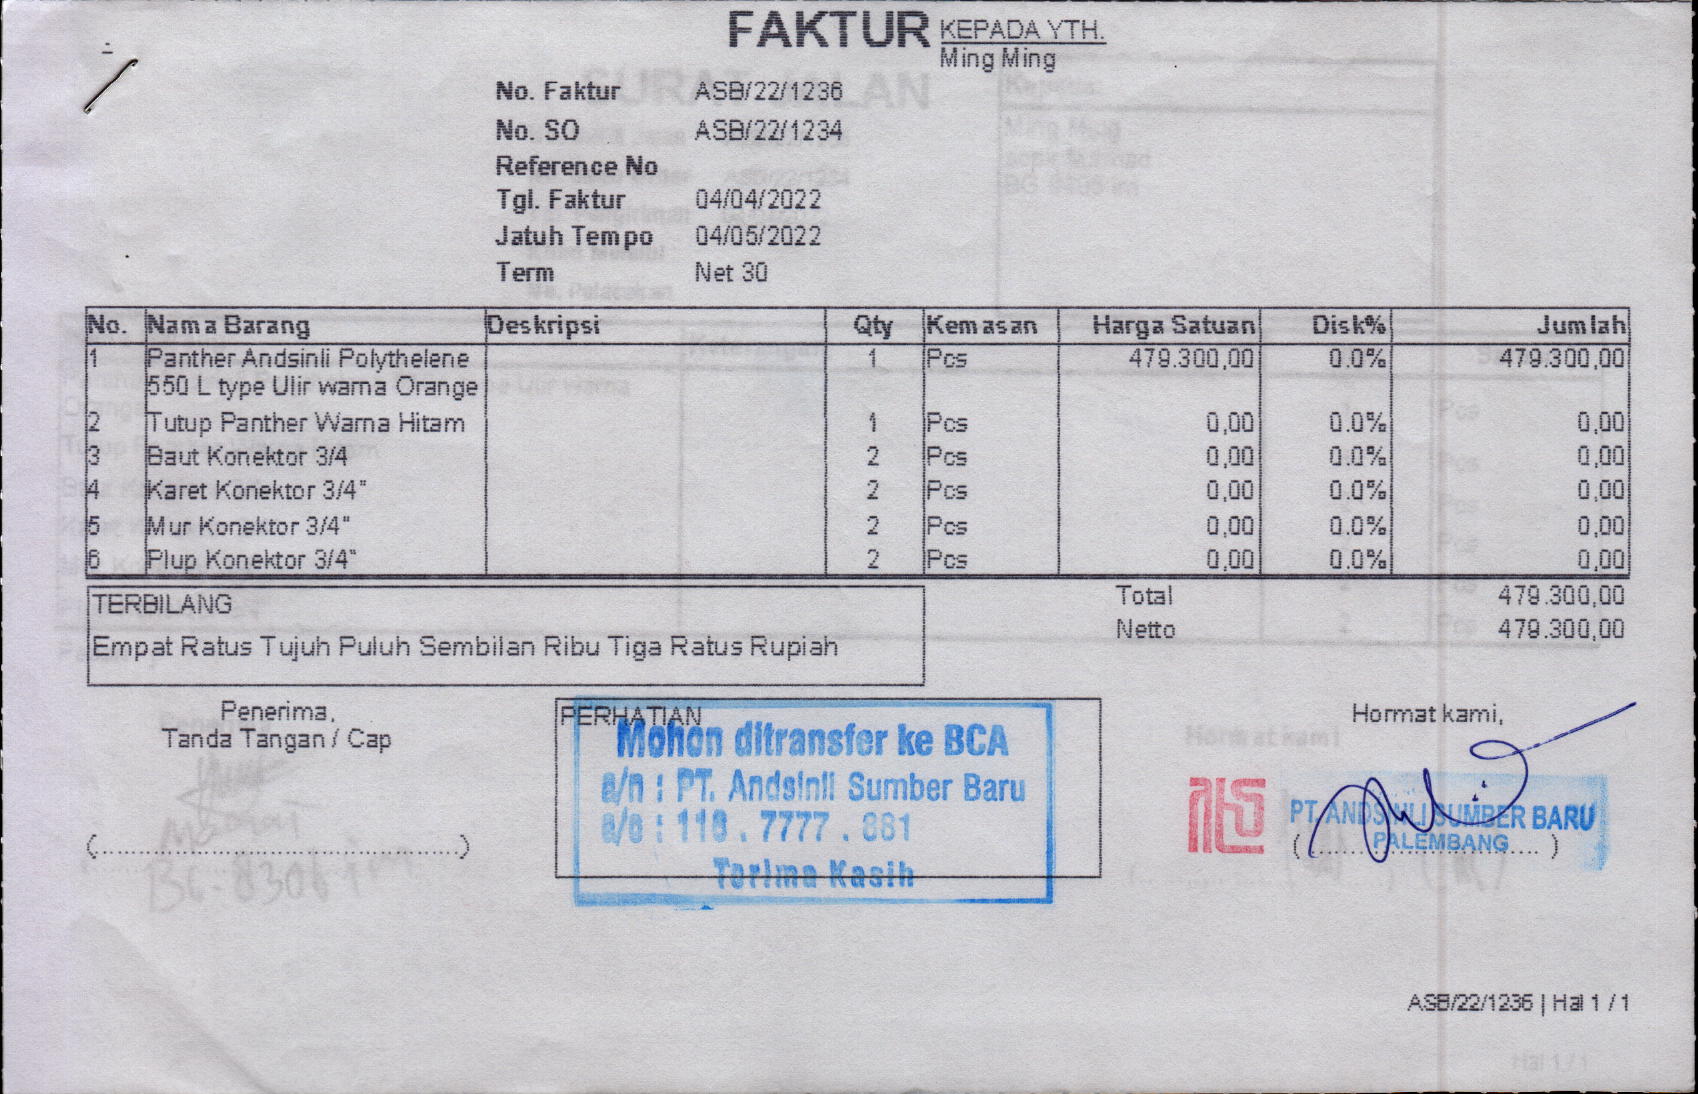 FAKTUR
KEPADA YTH.
Ming Ming
No. Faktur ASB/22/1236
No. SO ASB/22/1234
Reference No
Tgl. Faktur 04/04/2022
Jatuh Tempo 04/05/2022
Term Net 30
No. Nama Barang Deskripsi Qty Kemasan Harga Satuan Disk% Jumlah
1 Panther Andsinli Polythelene 1 Pcs 479.300,00 0.0% 479.300,00
550 L type Ulir warna Orange
2 Tutup Panther Warna Hitam 1 Pcs 0,00 0.0% 0,00
3 Baut Konektor 3/4 2 Pcs 0,00 0.0% 0,00
4 Karet Konektor 3/4" 2 Pcs 0,00 0.0% 0,00
5 Mur Konektor 3/4" 2 Pcs 0,00 0.0% 0,00
6 Plup Konektor 3/4" 2 Pcs 0,00 0.0% 0,00
TERBILANG
Empat Ratus Tujuh Puluh Sembilan Ribu Tiga Ratus Rupiah
Total 479.300,00
Netto 479.300,00
Penerima,
Tanda Tangan / Cap
PERHATIAN
Mohon ditransfer ke BCA
a/n : PT. Andsinli Sumber Baru
a/c : 116 . 7777 . 881
Terima Kasih
Hormat kami,
PT. ANDSINLI SUMBER BARU
PALEMBANG
ASB/22/1236 | Hal 1 / 1